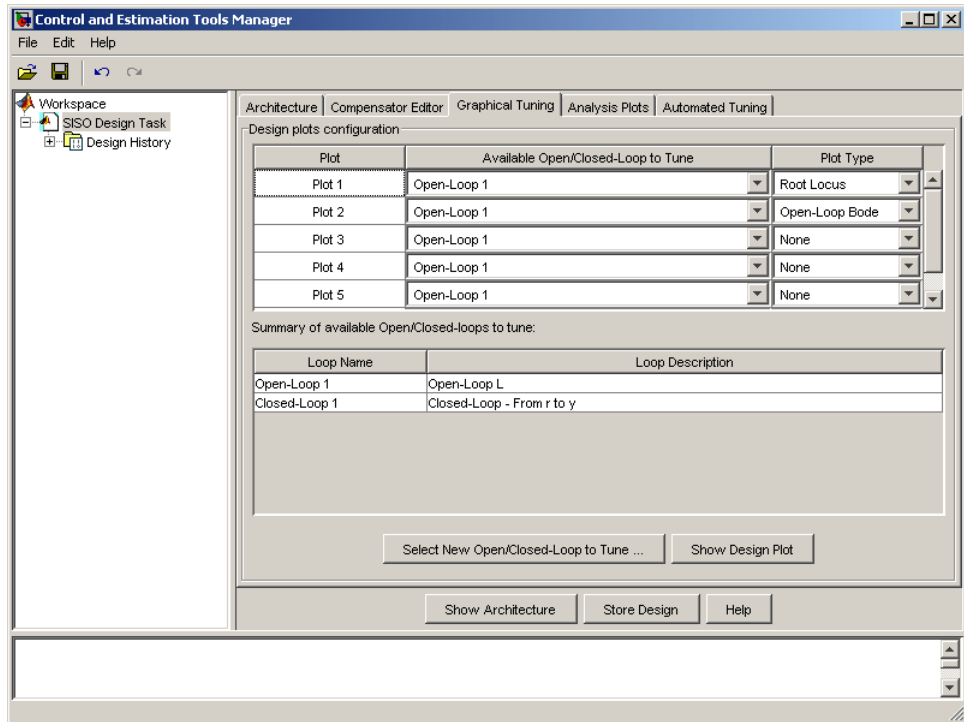 Control and Estimation Tools Manager
File Edit Help
Workspace
SISO Design Task
Design History
Architecture Compensator Editor Graphical Tuning Analysis Plots Automated Tuning
Design plots configuration
Plot Available Open/Closed-Loop to Tune Plot Type
Plot 1 Open-Loop 1 Root Locus
Plot 2 Open-Loop 1 Open-Loop Bode
Plot 3 Open-Loop 1 None
Plot 4 Open-Loop 1 None
Plot 5 Open-Loop 1 None
Summary of available Open/Closed-loops to tune:
Loop Name Loop Description
Open-Loop 1 Open-Loop L
Closed-Loop 1 Closed-Loop - From r to y
Select New Open/Closed-Loop to Tune ... Show Design Plot
Show Architecture Store Design Help